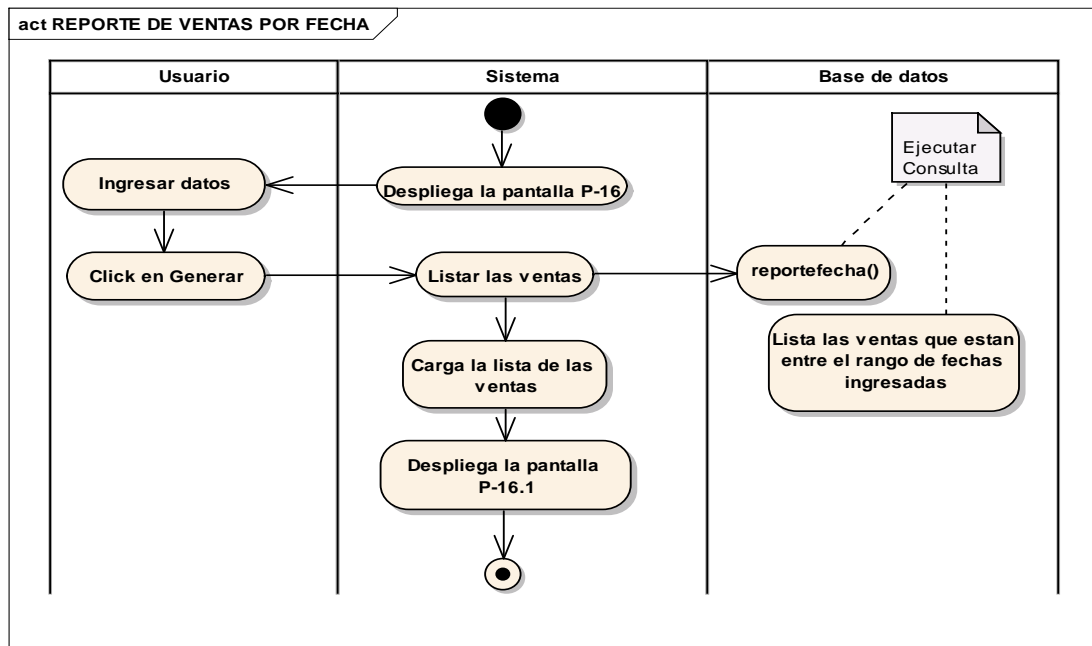 act REPORTE DE VENTAS POR FECHA
Usuario
Sistema
Base de datos
Ejecutar
Consulta
Ingresar datos
Despliega la pantalla P-16
Click en Generar
Listar las ventas
reportefecha()
Lista las ventas que estan
entre el rango de fechas
ingresadas
Carga la lista de las
ventas
Despliega la pantalla
P-16.1